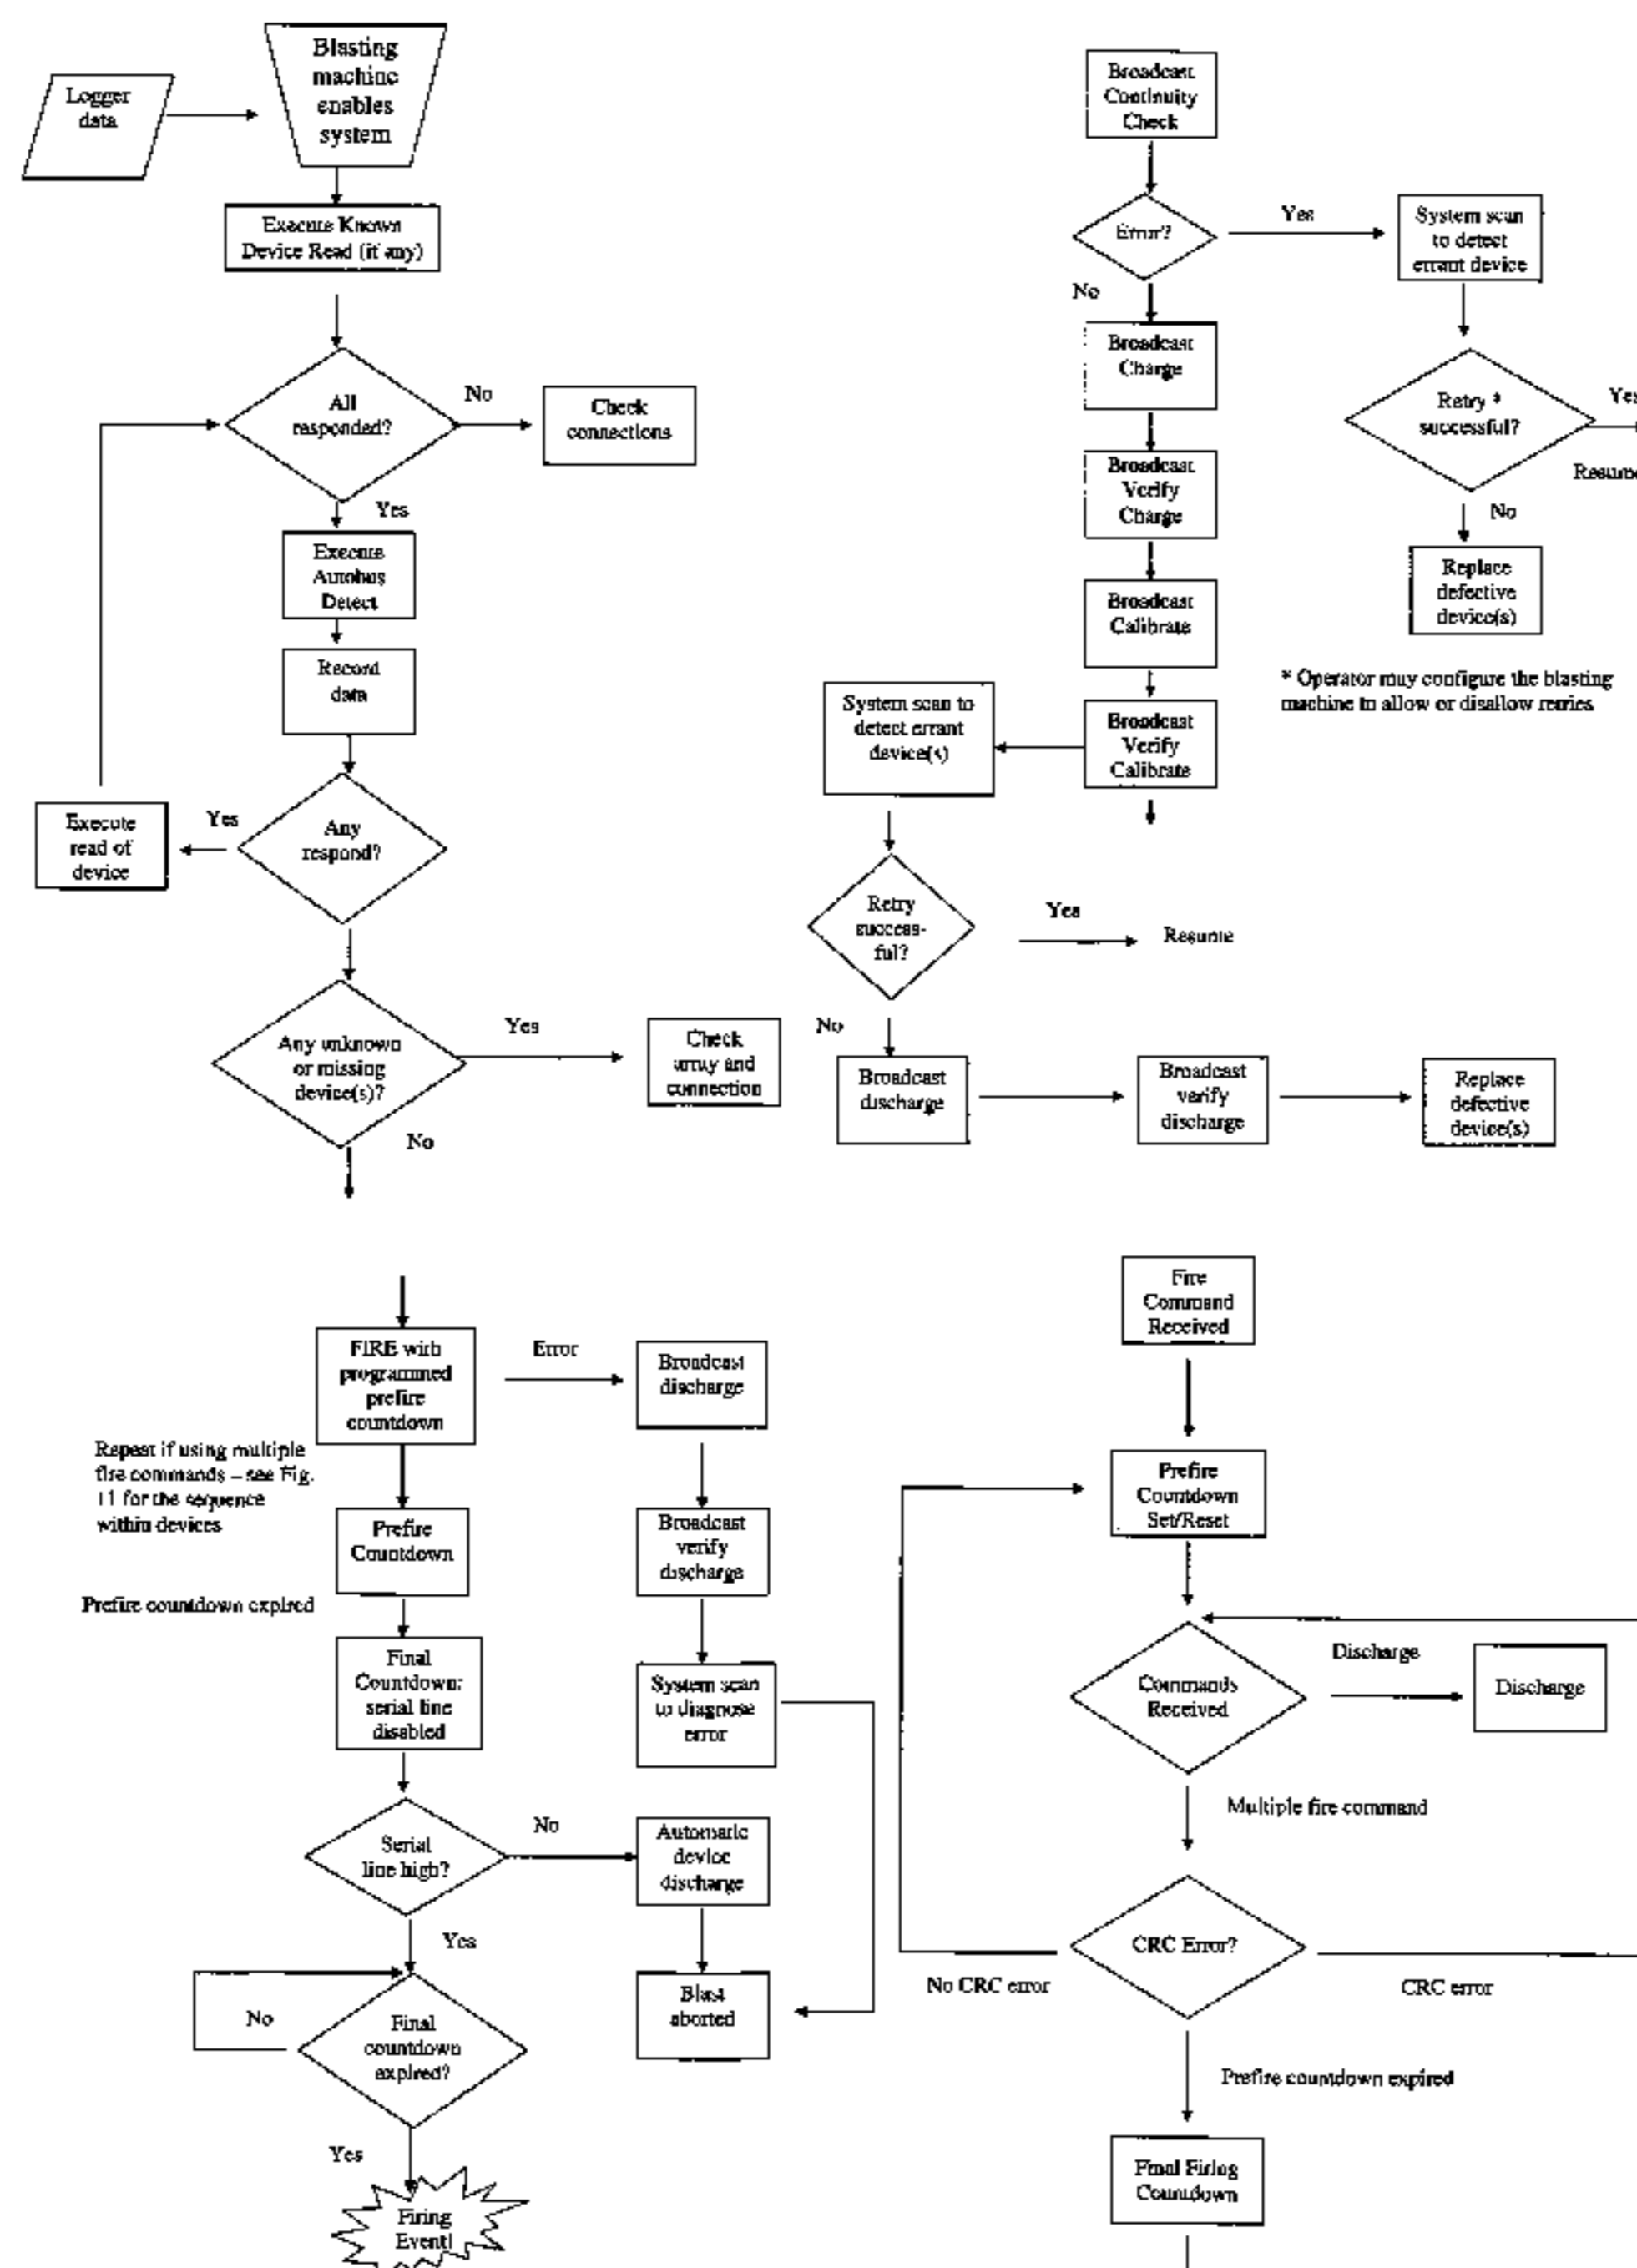 Logger
data
Blasting
machine
enables
system
Execute Known
Device Read (if any)
All
responded?
No
Check
connections
Yes
Execute
Autobus
Detect
Record
data
Any
respond?
Yes
Execute
read of
device
Any unknown
or missing
device(s)?
Yes
Check
array and
connection
No
Broadcast
Continuity
Check
Error?
Yes
System scan
to detect
errant device
No
Broadcast
Charge
Retry *
successful?
Yes
Resume
No
Replace
defective
device(s)
Broadcast
Verify
Charge
Broadcast
Calibrate
* Operator may configure the blasting
machine to allow or disallow retries
Broadcast
Verify
Calibrate
System scan to
detect errant
device(s)
Retry
success-
ful?
Yes
Resume
No
Broadcast
discharge
Broadcast
verify
discharge
Replace
defective
device(s)
FIRE with
programmed
prefire
countdown
Error
Broadcast
discharge
Repeat if using multiple
fire commands – see Fig.
11 for the sequence
within devices
Prefire
Countdown
Broadcast
verify
discharge
Prefire countdown expired
Final
Countdown:
serial line
disabled
System scan
to diagnose
error
Serial
line high?
No
Automatic
device
discharge
Yes
Blast
aborted
No
Final
countdown
expired?
Yes
Firing
Event!
Fire
Command
Received
Prefire
Countdown
Set/Reset
Commands
Received
Discharge
Discharge
Multiple fire command
CRC Error?
No CRC error
CRC error
Prefire countdown expired
Final Firing
Countdown